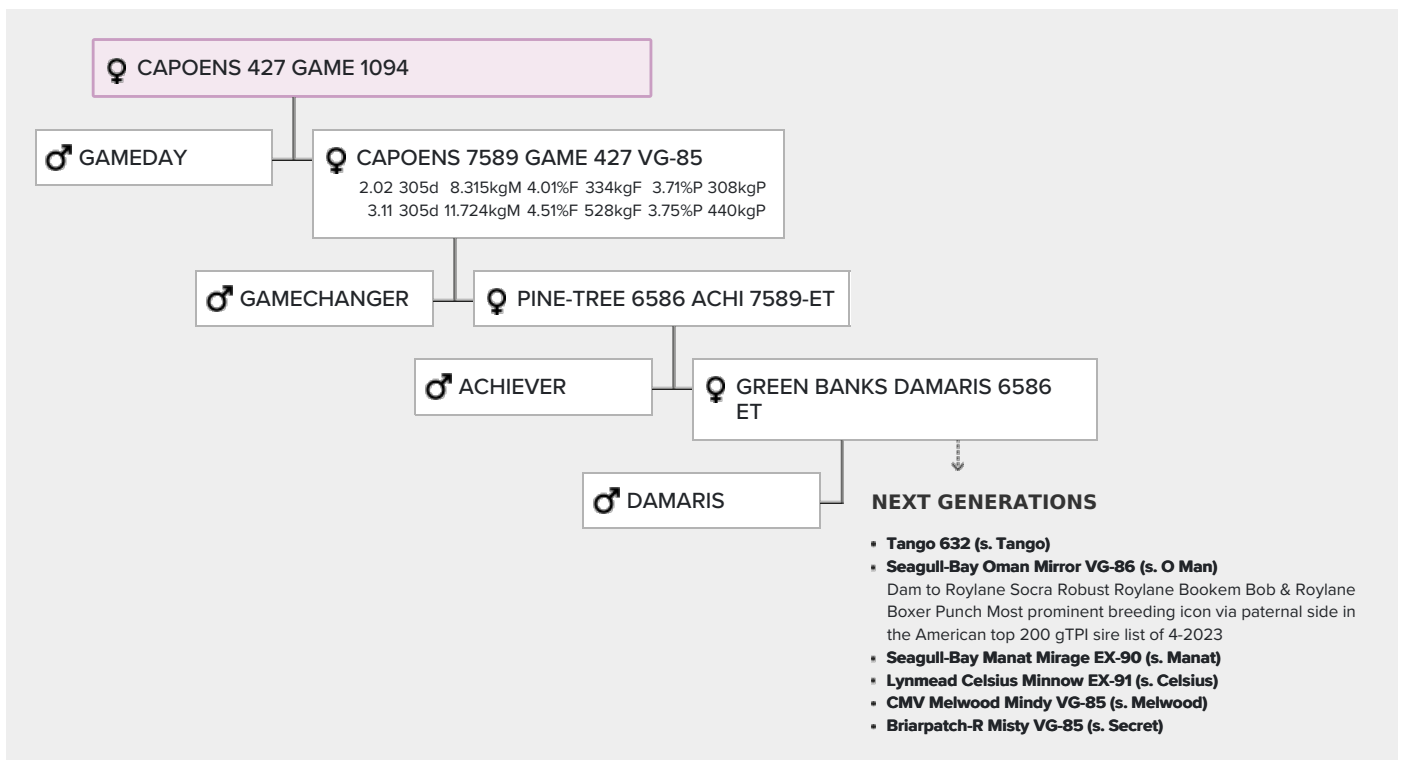 CAPOENS 427 GAME 1094
GAMEDAY
CAPOENS 7589 GAME 427 VG-85
2.02 305d 8.315kgM 4.01%F 334kgF 3.71%P 308kgP
3.11 305d 11.724kgM 4.51%F 528kgF 3.75%P 440kgP
GAMECHANGER
PINE-TREE 6586 ACHI 7589-ET
ACHIEVER
GREEN BANKS DAMARIS 6586
ET
DAMARIS
NEXT GENERATIONS
Tango 632 (s. Tango)
Seagull-Bay Oman Mirror VG-86 (s. O Man)
Dam to Roylane Socra Robust Roylane Bookem Bob & Roylane
Boxer Punch Most prominent breeding icon via paternal side in
the American top 200 gTPI sire list of 4-2023
Seagull-Bay Manat Mirage EX-90 (s. Manat)
Lynmead Celsius Minnow EX-91 (s. Celsius)
CMV Melwood Mindy VG-85 (s. Melwood)
Briarpatch-R Misty VG-85 (s. Secret)